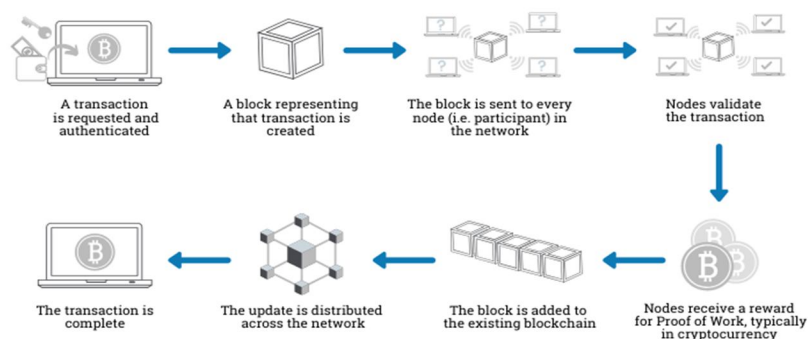 A transaction
is requested and
authenticated
A block representing
that transaction is
created
The block is sent to every
node (i.e. participant) in
the network
Nodes validate
the transaction
The transaction is
complete
The update is distributed
across the network
The block is added to
the existing blockchain
Nodes receive a reward
for Proof of Work, typically
in cryptocurrency